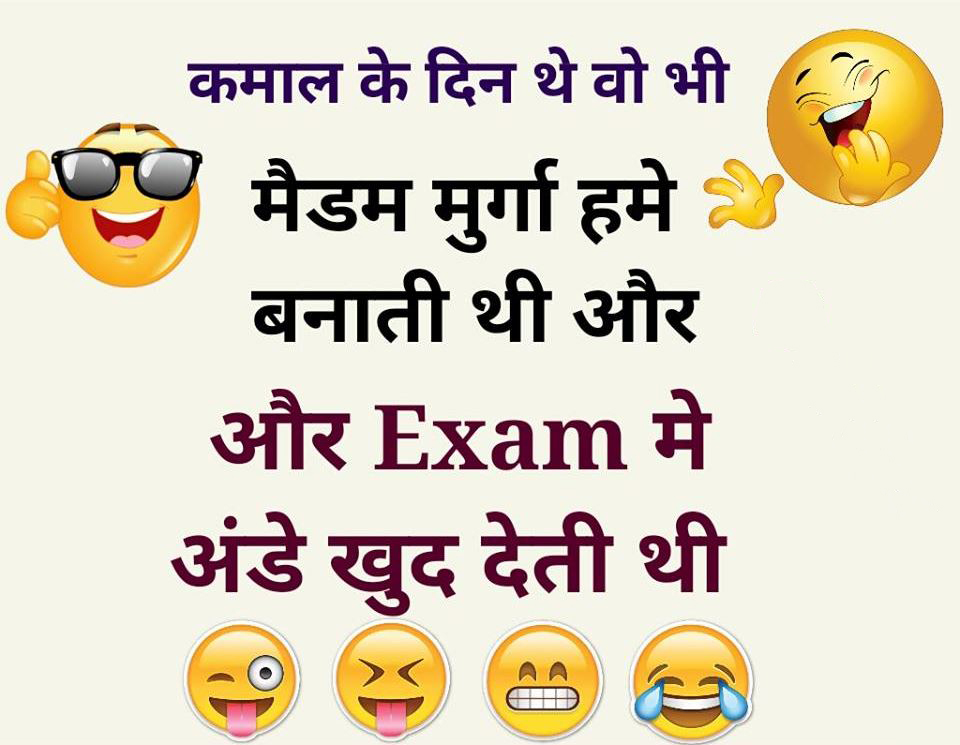 कमाल के दिन थे वो भी
मैडम मुर्गा हमे
बनाती थी और
और Exam मे
अंडे खुद देती थी